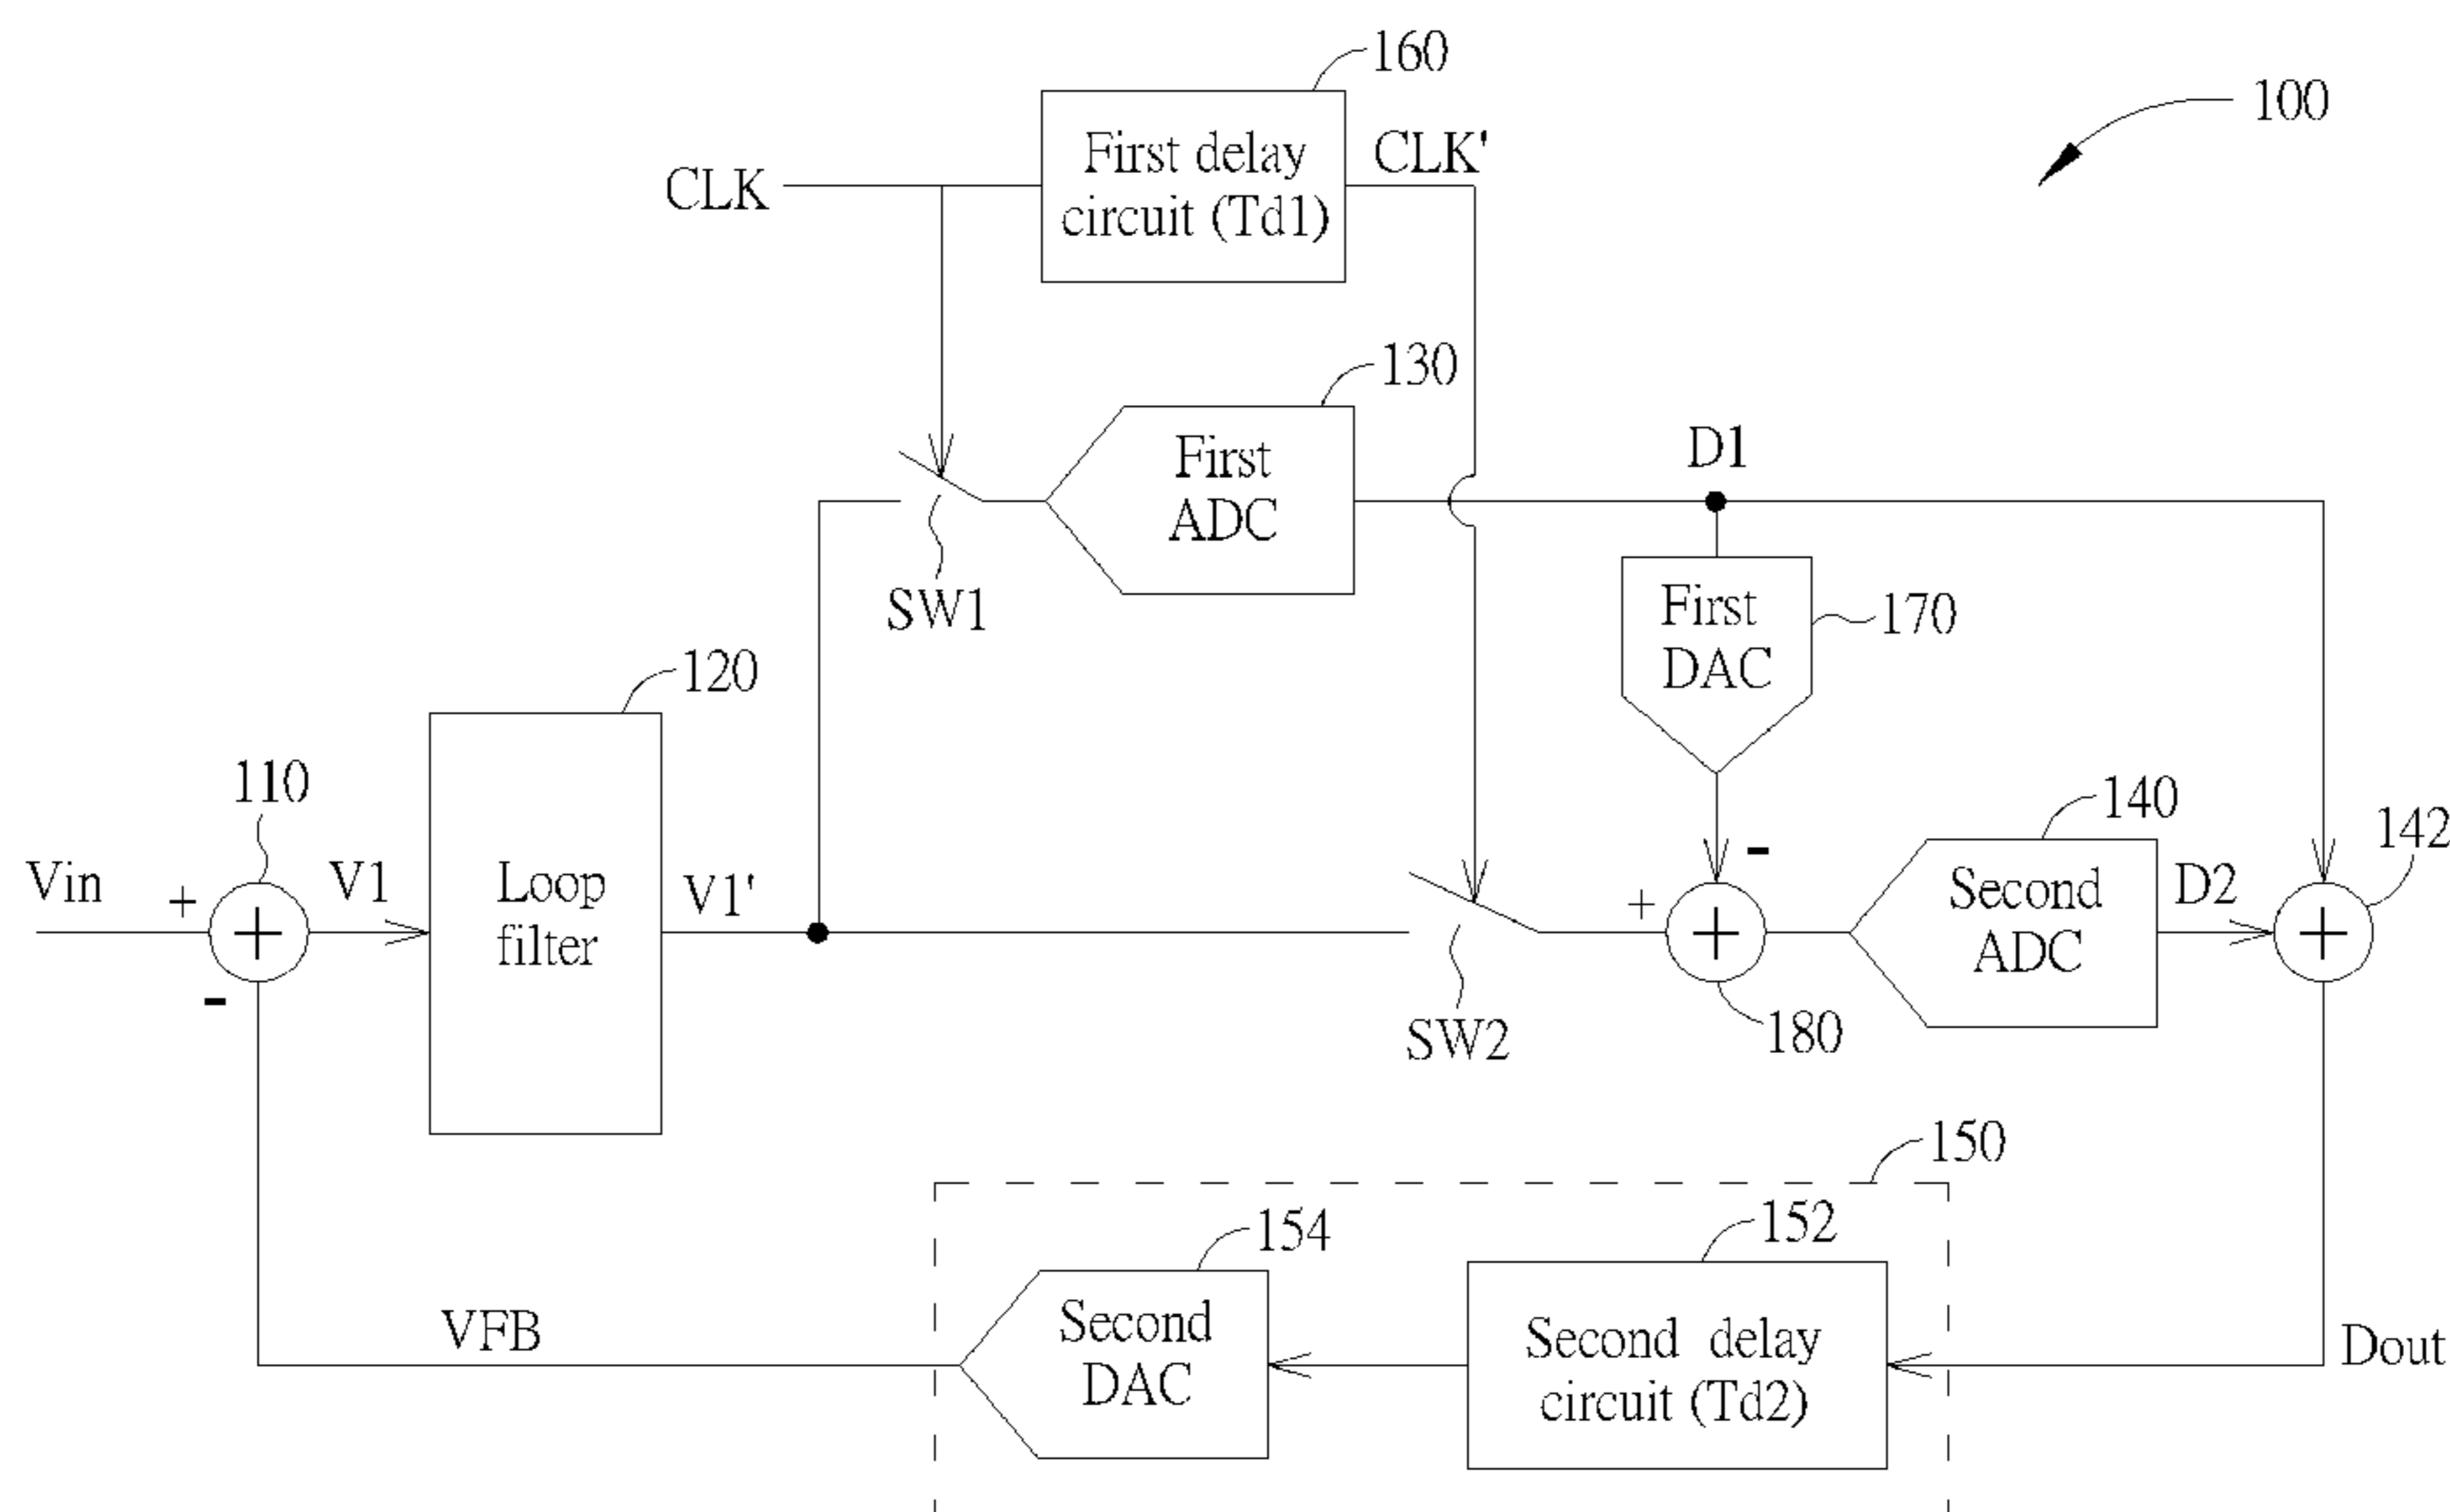 160
100
First delay
circuit (Td1)
CLK
CLK'
130
First
ADC
D1
SW1
First
DAC
170
120
110
Vin
+
V1
Loop
filter
V1'
+
-
140
Second
ADC
D2
142
+
+
+
-
SW2
180
150
154
152
VFB
Second
DAC
Second delay
circuit (Td2)
Dout